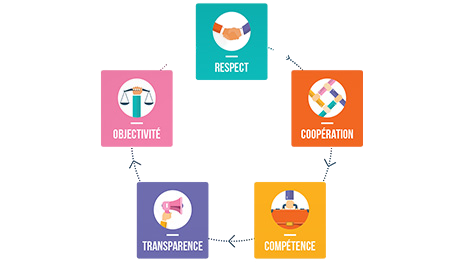 RESPECT
COOPÉRATION
COMPÉTENCE
TRANSPARENCE
OBJECTIVITÉ